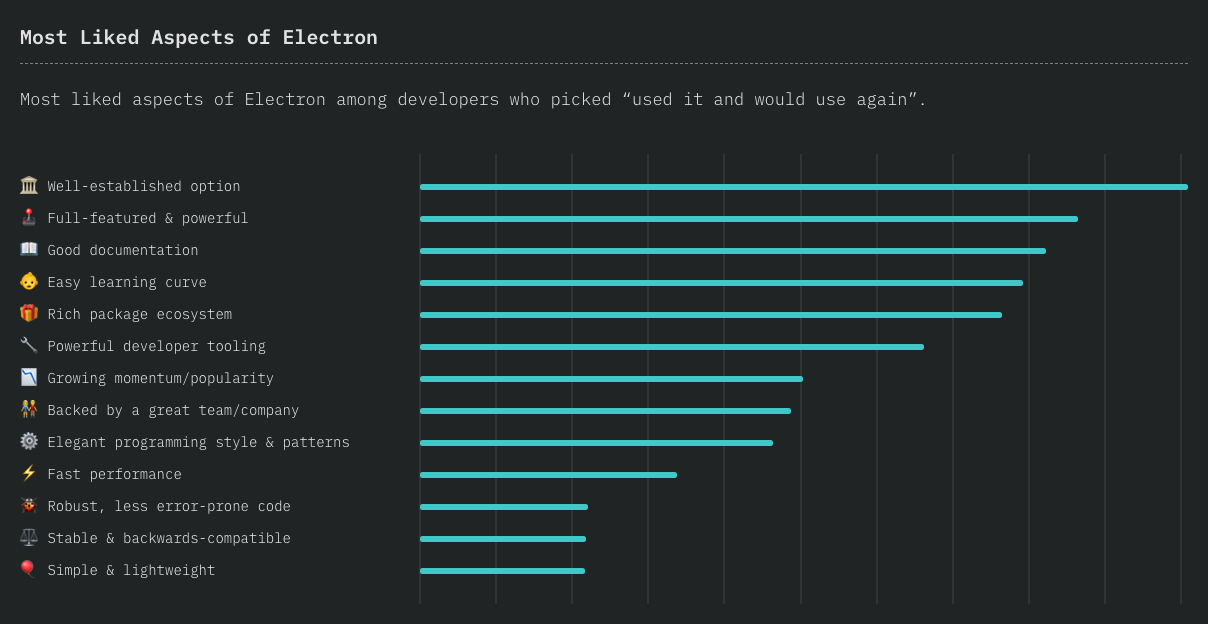 Most Liked Aspects of Electron
Most liked aspects of Electron among developers who picked “used it and would use again”.
Well-established option
Full-featured & powerful
Good documentation
Easy learning curve
Rich package ecosystem
Powerful developer tooling
Growing momentum/popularity
Backed by a great team/company
Elegant programming style & patterns
Fast performance
Robust, less error-prone code
Stable & backwards-compatible
Simple & lightweight